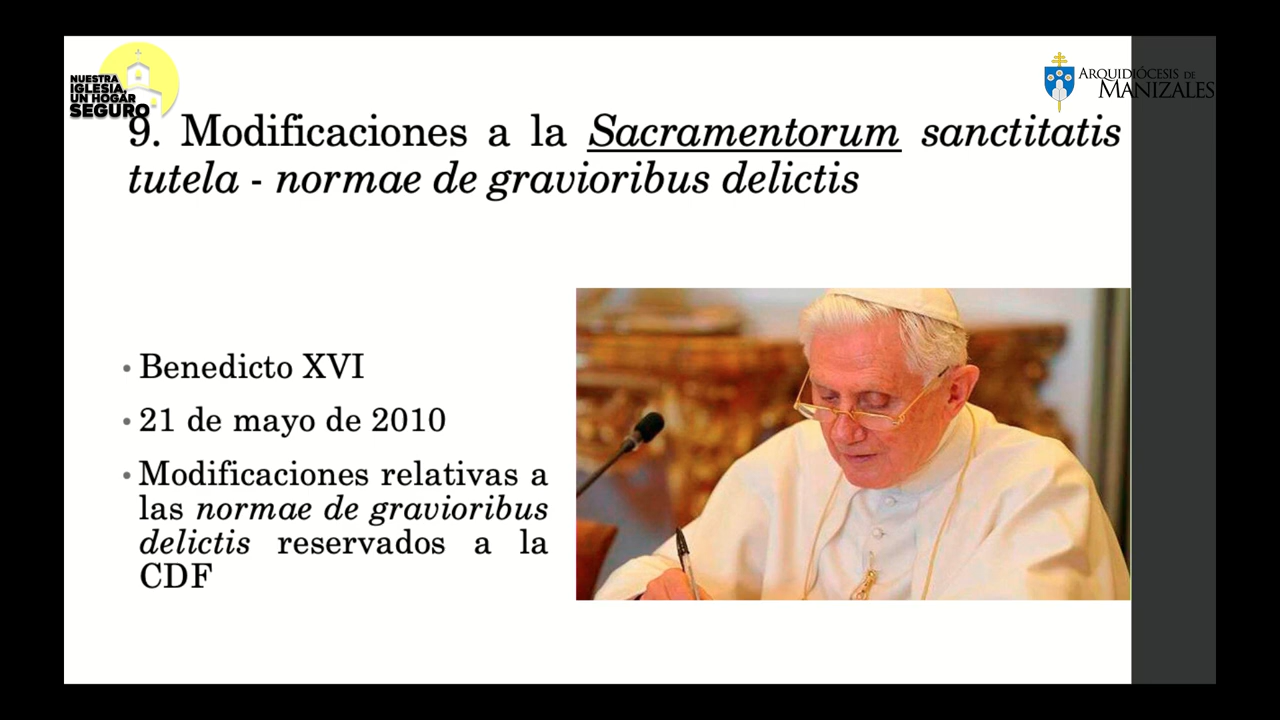 NUESTRA
IGLESIA,
UN HOGAR
SEGURO
ARQUIDIÓCESIS DE
MANIZALES
9. Modificaciones a la Sacramentorum sanctitatis
tutela - normae de gravioribus delictis
• Benedicto XVI
• 21 de mayo de 2010
• Modificaciones relativas a
las normae de gravioribus
delictis reservados a la
CDF